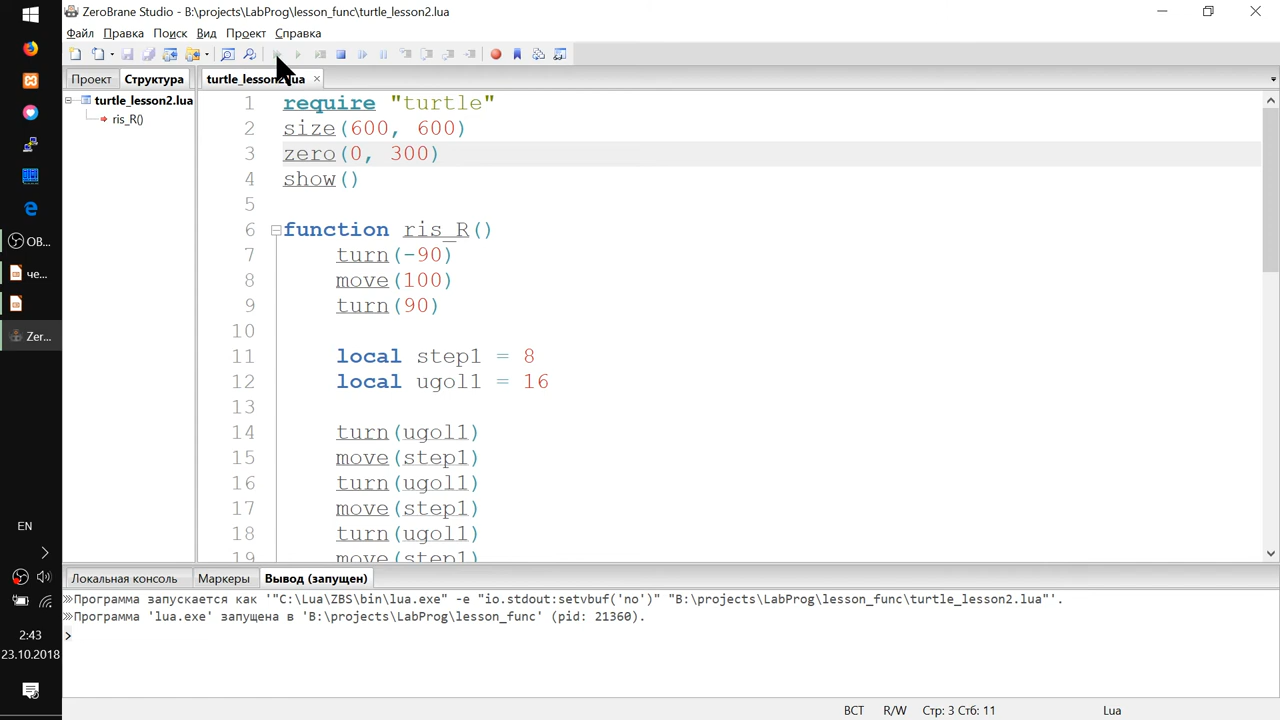 ZeroBrane Studio - B:\projects\LabProg\lesson_func\turtle_lesson2.lua
Файл Правка Поиск Вид Проект Справка
Проект Структура turtle_lesson2.lua
turtle_lesson2.lua
ris_R()
1 require "turtle"
2 size(600, 600)
3 zero(0, 300)
4 show()
5
6 function ris_R()
7 turn(-90)
8 move(100)
9 turn(90)
10
11 local step1 = 8
12 local ugol1 = 16
13
14 turn(ugol1)
15 move(step1)
16 turn(ugol1)
17 move(step1)
18 turn(ugol1)
19 move(step1)
OB...
че...
Zer...
EN
2:43
23.10.2018
Локальная консоль Маркеры Вывод (запущен)
Программа запускается как '"C:\Lua\ZBS\bin\lua.exe" -e "io.stdout:setvbuf('no')" "B:\projects\LabProg\lesson_func\turtle_lesson2.lua"'.
Программа 'lua.exe' запущена в 'B:\projects\LabProg\lesson_func' (pid: 21360).
>
ВСТ R/W Стр: 3 Стб: 11 Lua